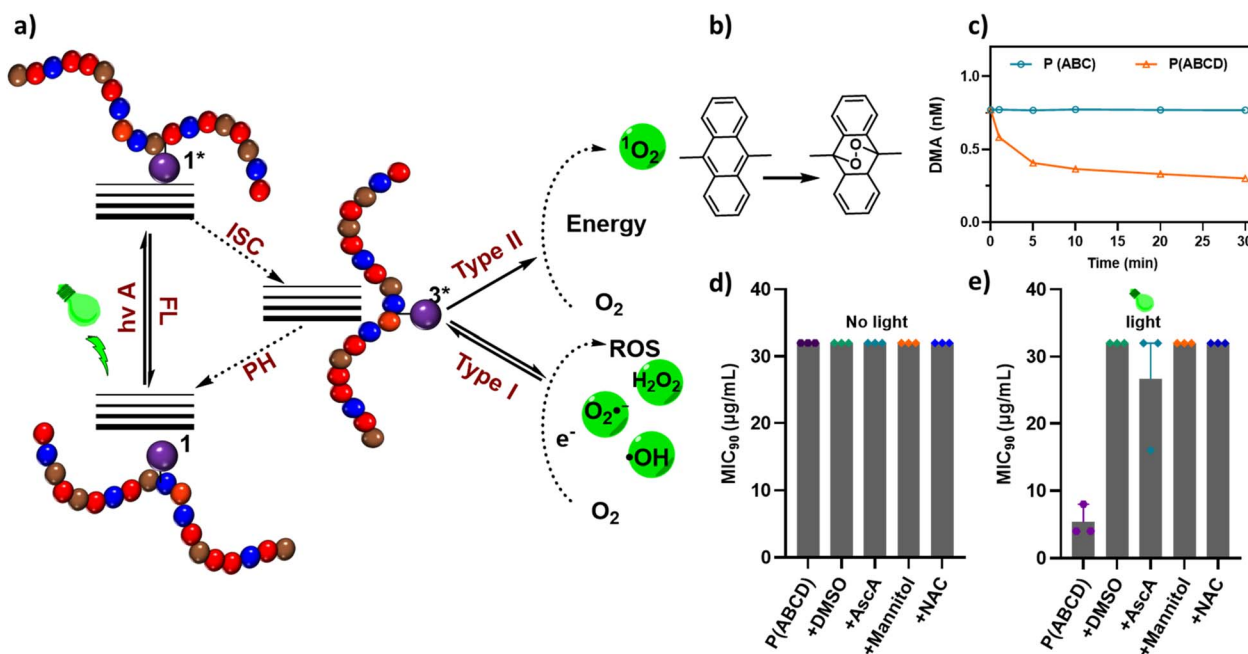 a)
1*
ISC
hv A
FL
PH
1
3*
Type II
Type I
¹O₂
Energy
O₂
ROS
H₂O₂
O₂•⁻
e⁻
•OH
O₂
b)
O
O
c)
P (ABC) P(ABCD)
DMA (nM)
1.0
0.5
0.0
0 5 10 15 20 25 30
Time (min)
d)
No light
MIC₉₀ (µg/mL)
40
30
20
10
0
P(ABCD)
+DMSO
+AscA
+Mannitol
+NAC
e)
light
MIC₉₀ (µg/mL)
40
30
20
10
0
P(ABCD)
+DMSO
+AscA
+Mannitol
+NAC